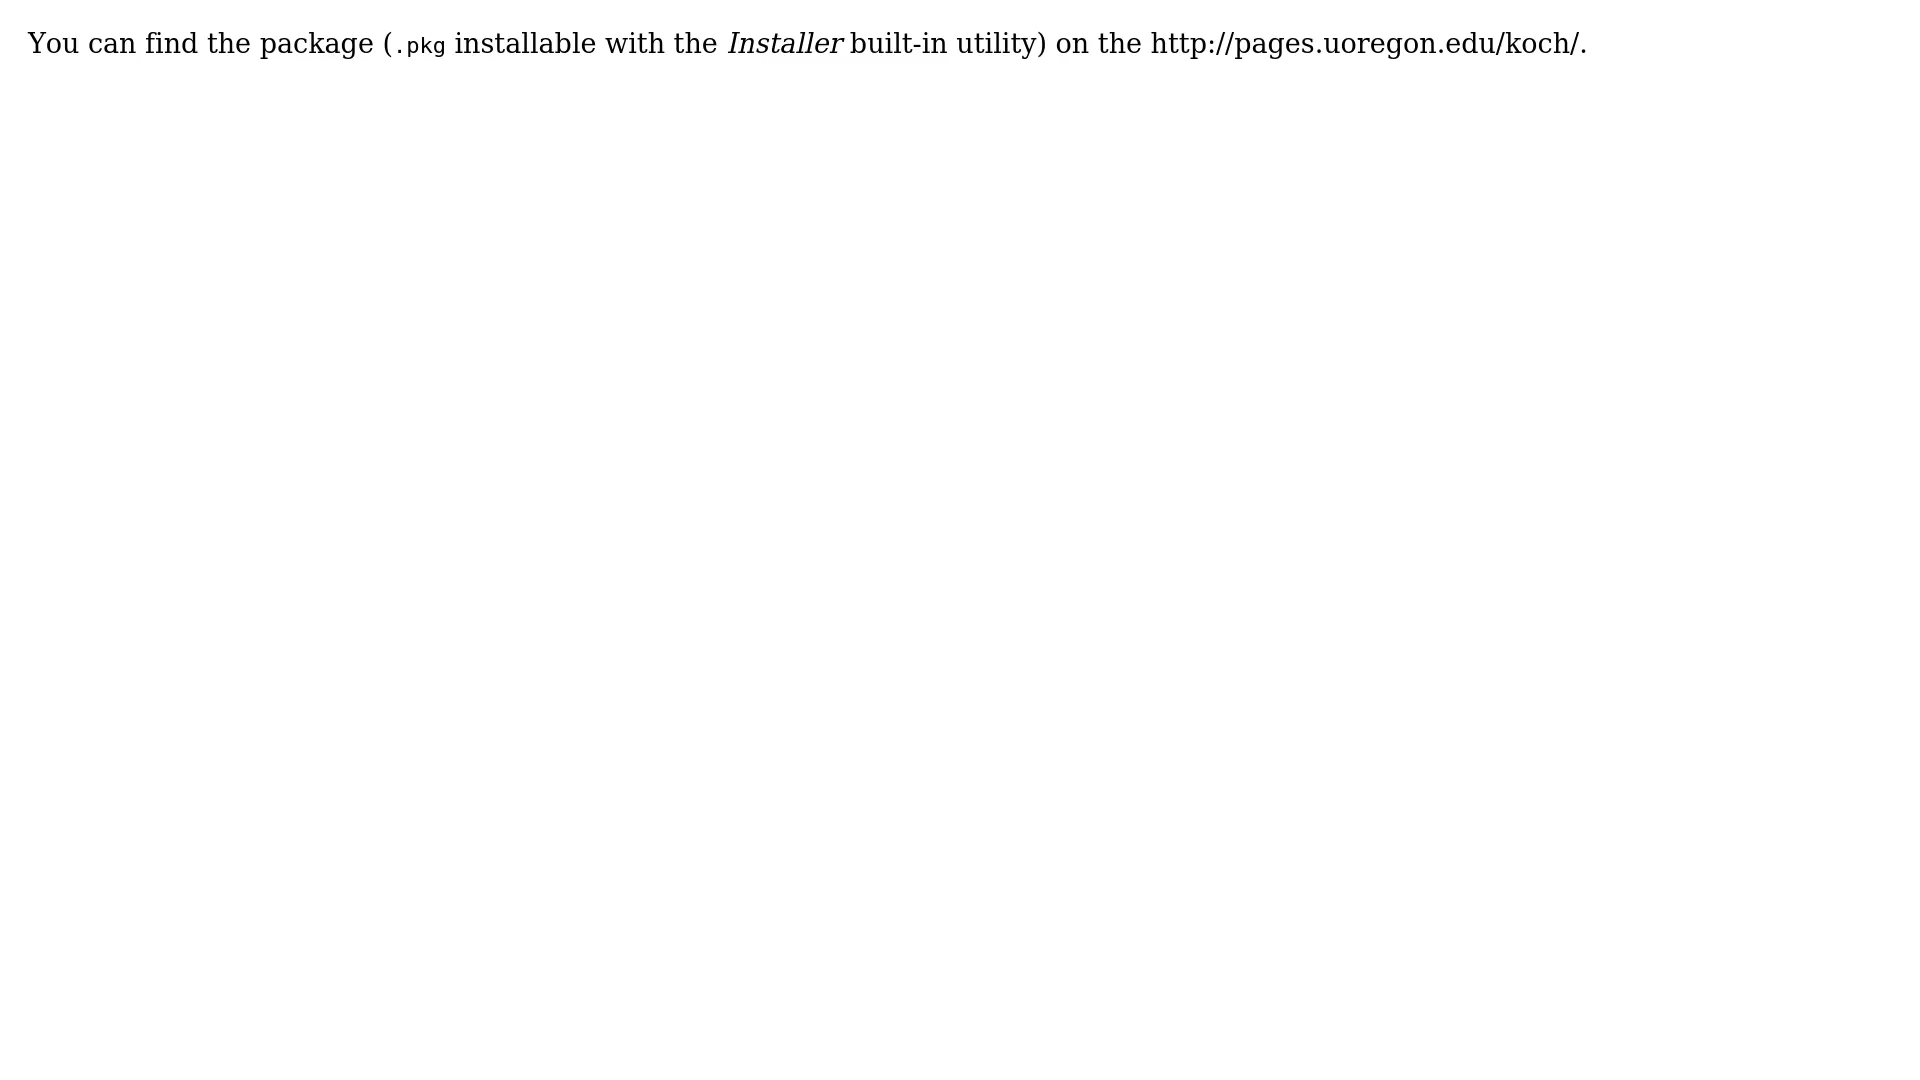 You can find the package (.pkg installable with the Installer built-in utility) on the http://pages.uoregon.edu/koch/.